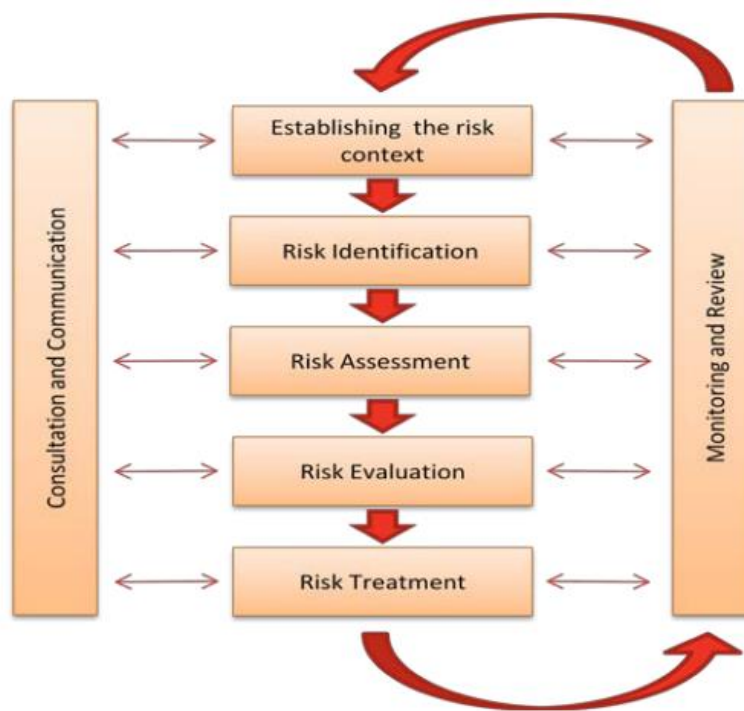 Establishing the risk
context
Risk Identification
Risk Assessment
Risk Evaluation
Risk Treatment
Consultation and Communication
Monitoring and Review